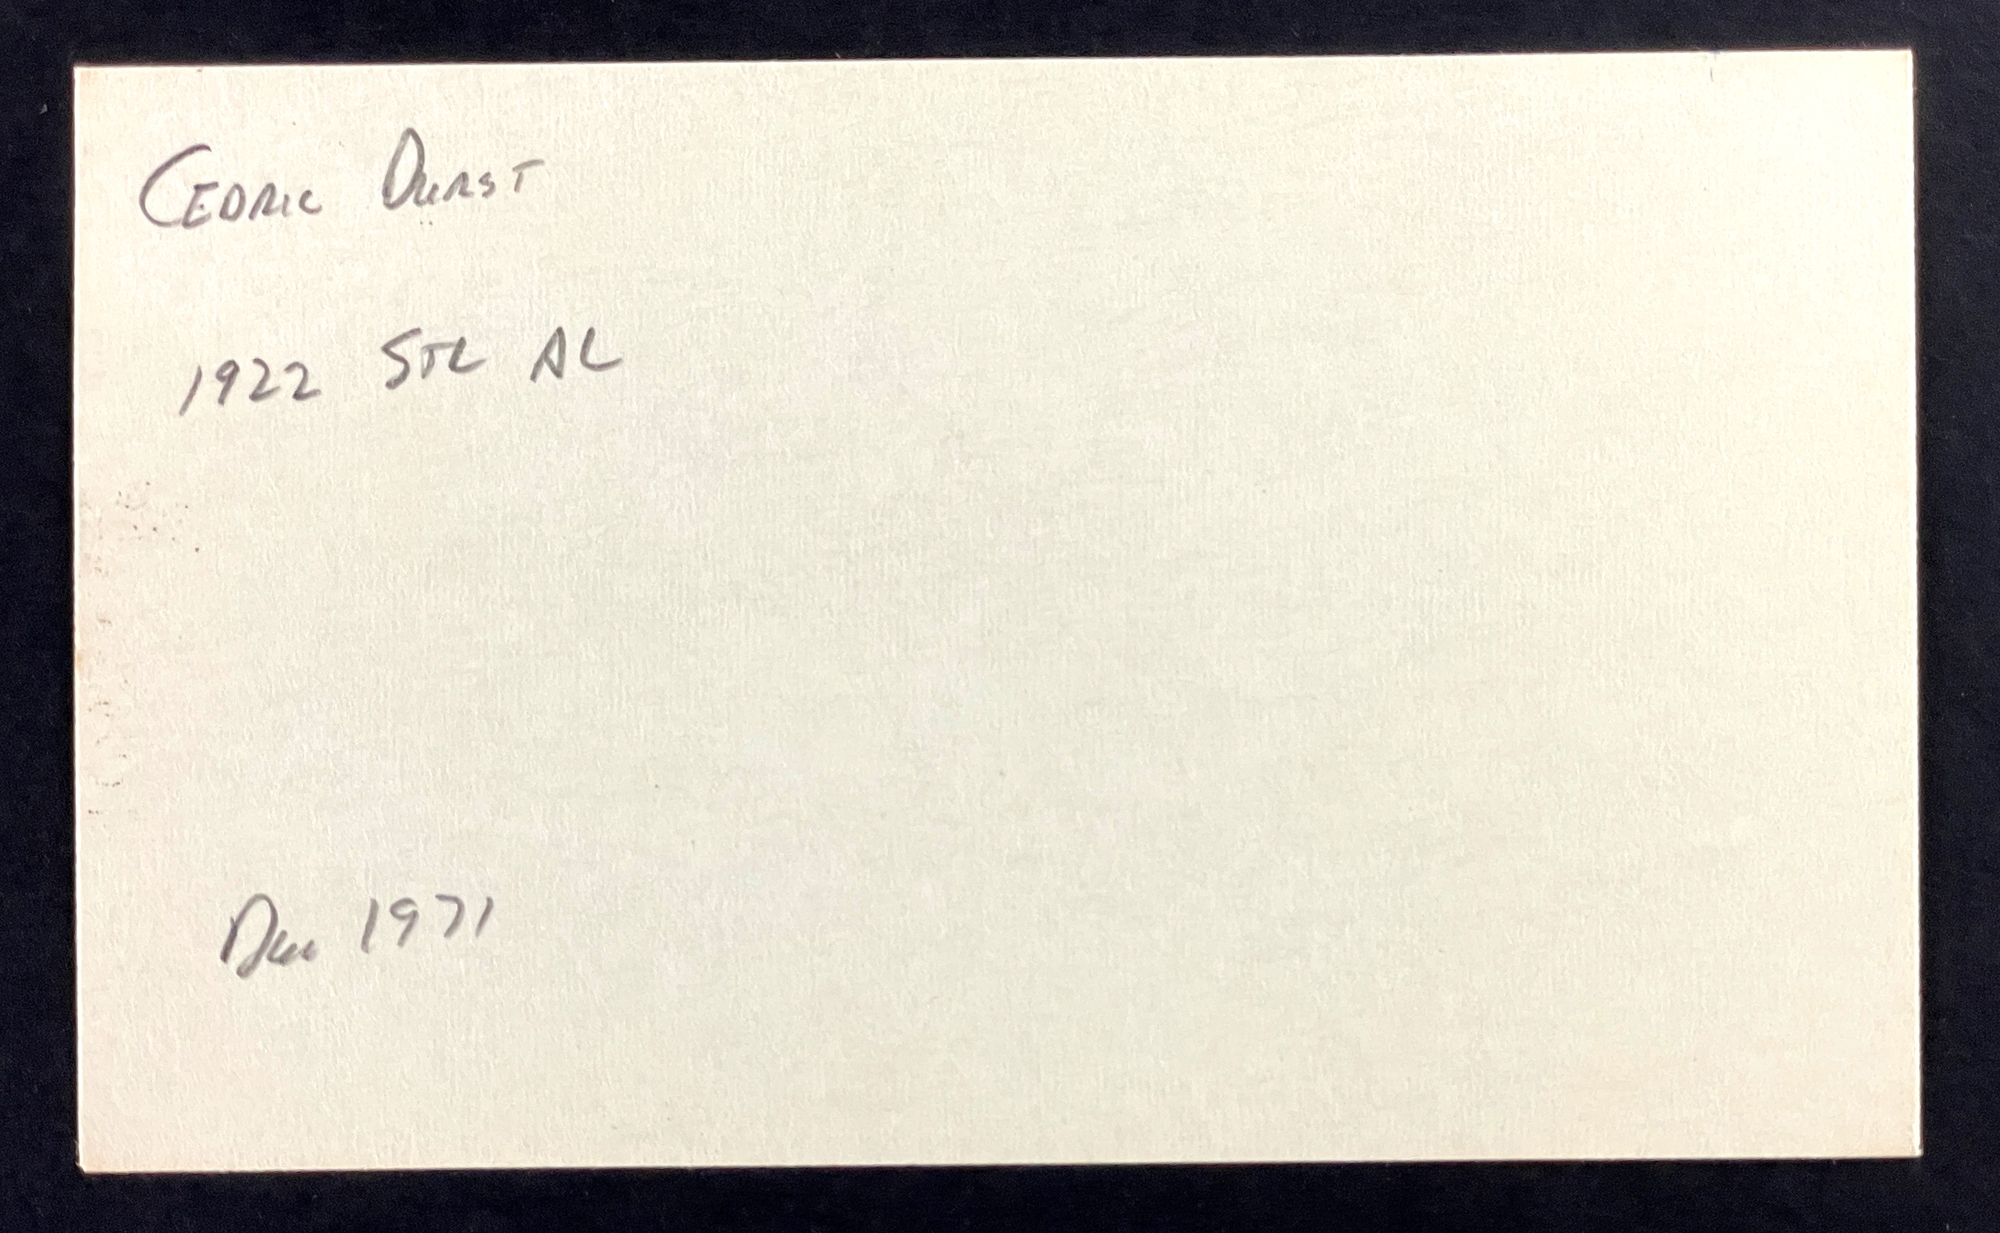 CEDRIC DURST
1922 STL AL
Dec 1971